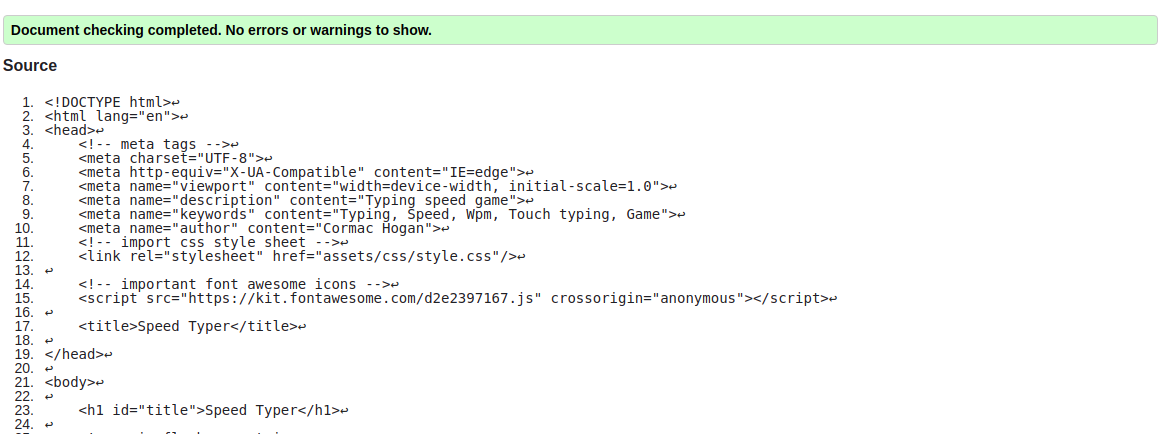 Document checking completed. No errors or warnings to show.
Source
1. <!DOCTYPE html>↩
2. <html lang="en">↩
3. <head>↩
4.     <!-- meta tags -->↩
5.     <meta charset="UTF-8">↩
6.     <meta http-equiv="X-UA-Compatible" content="IE=edge">↩
7.     <meta name="viewport" content="width=device-width, initial-scale=1.0">↩
8.     <meta name="description" content="Typing speed game">↩
9.     <meta name="keywords" content="Typing, Speed, Wpm, Touch typing, Game">↩
10.     <meta name="author" content="Cormac Hogan">↩
11.     <!-- import css style sheet -->↩
12.     <link rel="stylesheet" href="assets/css/style.css"/>↩
13. ↩
14.     <!-- important font awesome icons -->↩
15.     <script src="https://kit.fontawesome.com/d2e2397167.js" crossorigin="anonymous"></script>↩
16. ↩
17.     <title>Speed Typer</title>↩
18. ↩
19. </head>↩
20. ↩
21. <body>↩
22. ↩
23.     <h1 id="title">Speed Typer</h1>↩
24. ↩